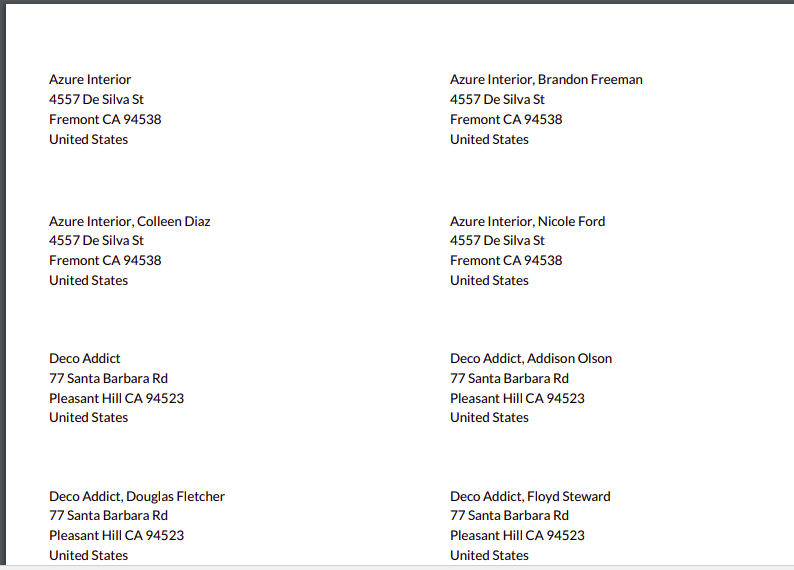 Azure Interior
4557 De Silva St
Fremont CA 94538
United States
Azure Interior, Brandon Freeman
4557 De Silva St
Fremont CA 94538
United States
Azure Interior, Colleen Diaz
4557 De Silva St
Fremont CA 94538
United States
Azure Interior, Nicole Ford
4557 De Silva St
Fremont CA 94538
United States
Deco Addict
77 Santa Barbara Rd
Pleasant Hill CA 94523
United States
Deco Addict, Addison Olson
77 Santa Barbara Rd
Pleasant Hill CA 94523
United States
Deco Addict, Douglas Fletcher
77 Santa Barbara Rd
Pleasant Hill CA 94523
United States
Deco Addict, Floyd Steward
77 Santa Barbara Rd
Pleasant Hill CA 94523
United States